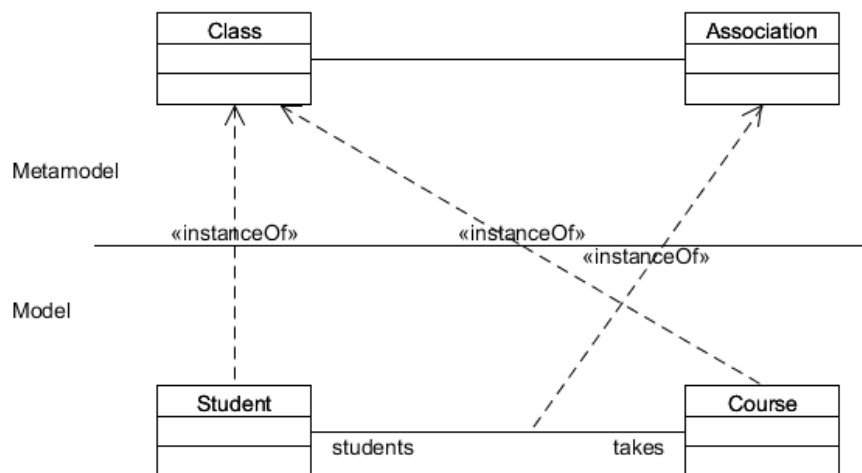 Class
Association
Metamodel
«instanceOf»
«instanceOf»
«instanceOf»
Model
Student
Course
students
takes